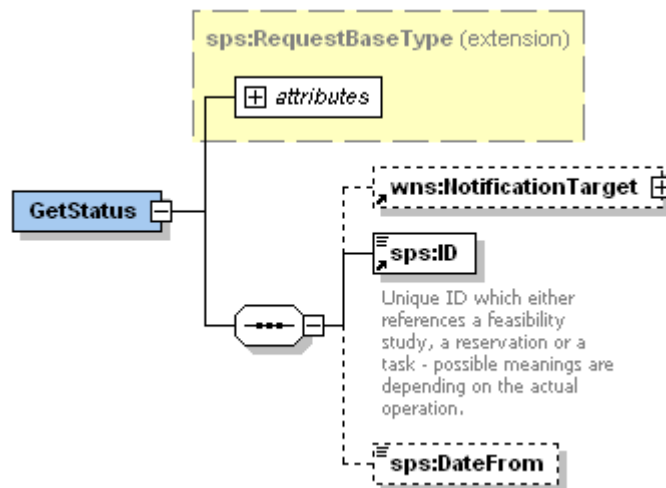 sps:RequestBaseType (extension)
attributes
GetStatus
wns:NotificationTarget
sps:ID
Unique ID which either
references a feasibility
study, a reservation or a
task - possible meanings are
depending on the actual
operation.
sps:DateFrom